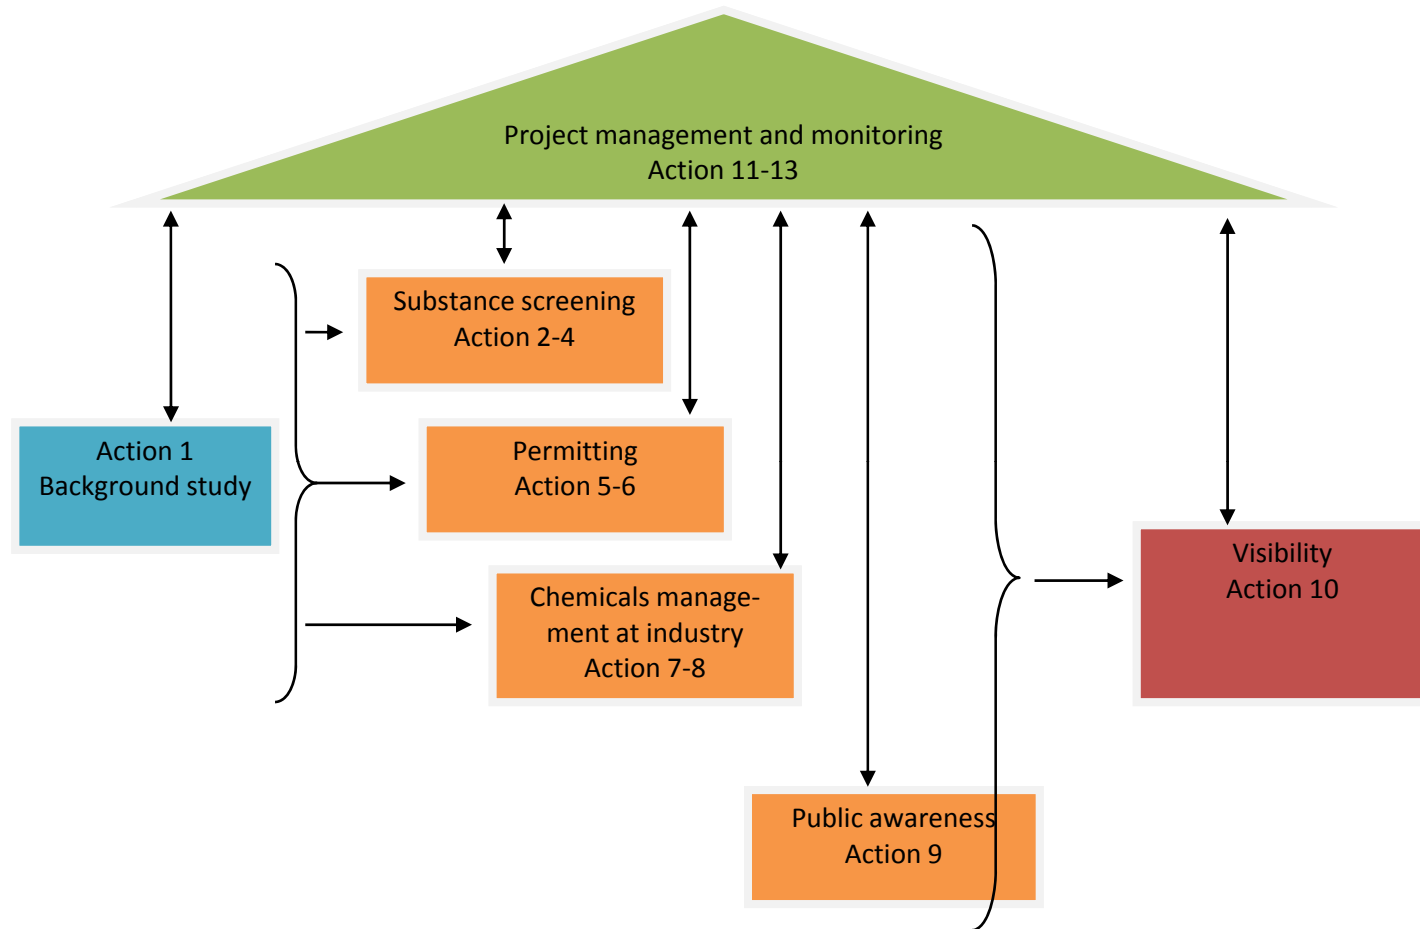 Project management and monitoring
Action 11-13
Substance screening
Action 2-4
Action 1
Background study
Permitting
Action 5-6
Chemicals manage-
ment at industry
Action 7-8
Visibility
Action 10
Public awareness
Action 9